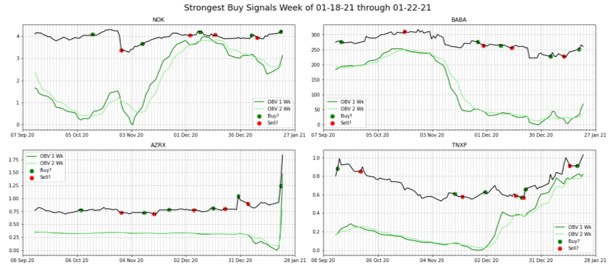 Strongest Buy Signals Week of 01-18-21 through 01-22-21
NOK
4
3
2
1
0
OBV 1 Wk
OBV 2 Wk
Buy?
Sell?
07 Sep 20
05 Oct 20
03 Nov 20
01 Dec 20
30 Dec 20
27 Jan 21
BABA
300
250
200
150
100
50
0
OBV 1 Wk
OBV 2 Wk
Buy?
Sell?
07 Sep 20
05 Oct 20
03 Nov 20
01 Dec 20
30 Dec 20
27 Jan 21
AZRX
1.75
1.50
1.25
1.00
0.75
0.50
0.25
0.00
OBV 1 Wk
OBV 2 Wk
Buy?
Sell?
08 Sep 20
06 Oct 20
04 Nov 20
02 Dec 20
31 Dec 20
28 Jan 21
TNXP
1.0
0.8
0.6
0.4
0.2
0.0
OBV 1 Wk
OBV 2 Wk
Buy?
Sell?
08 Sep 20
06 Oct 20
04 Nov 20
02 Dec 20
31 Dec 20
28 Jan 21